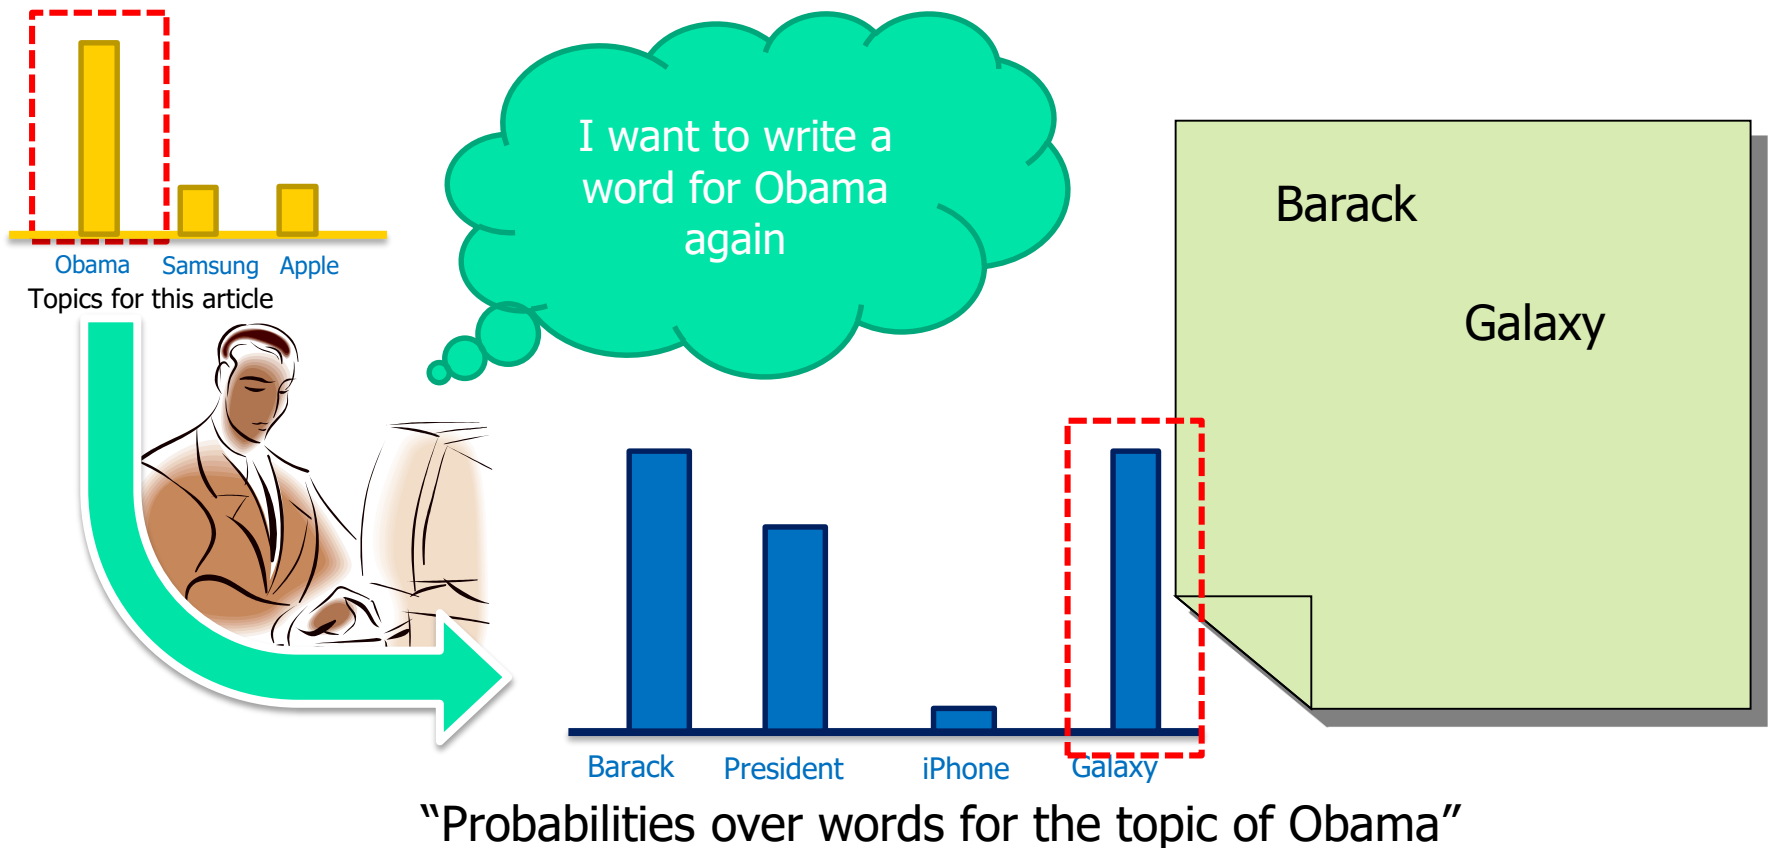 Obama Samsung Apple
Topics for this article
I want to write a
word for Obama
again
Barack
Galaxy
Barack President iPhone Galaxy
“Probabilities over words for the topic of Obama”